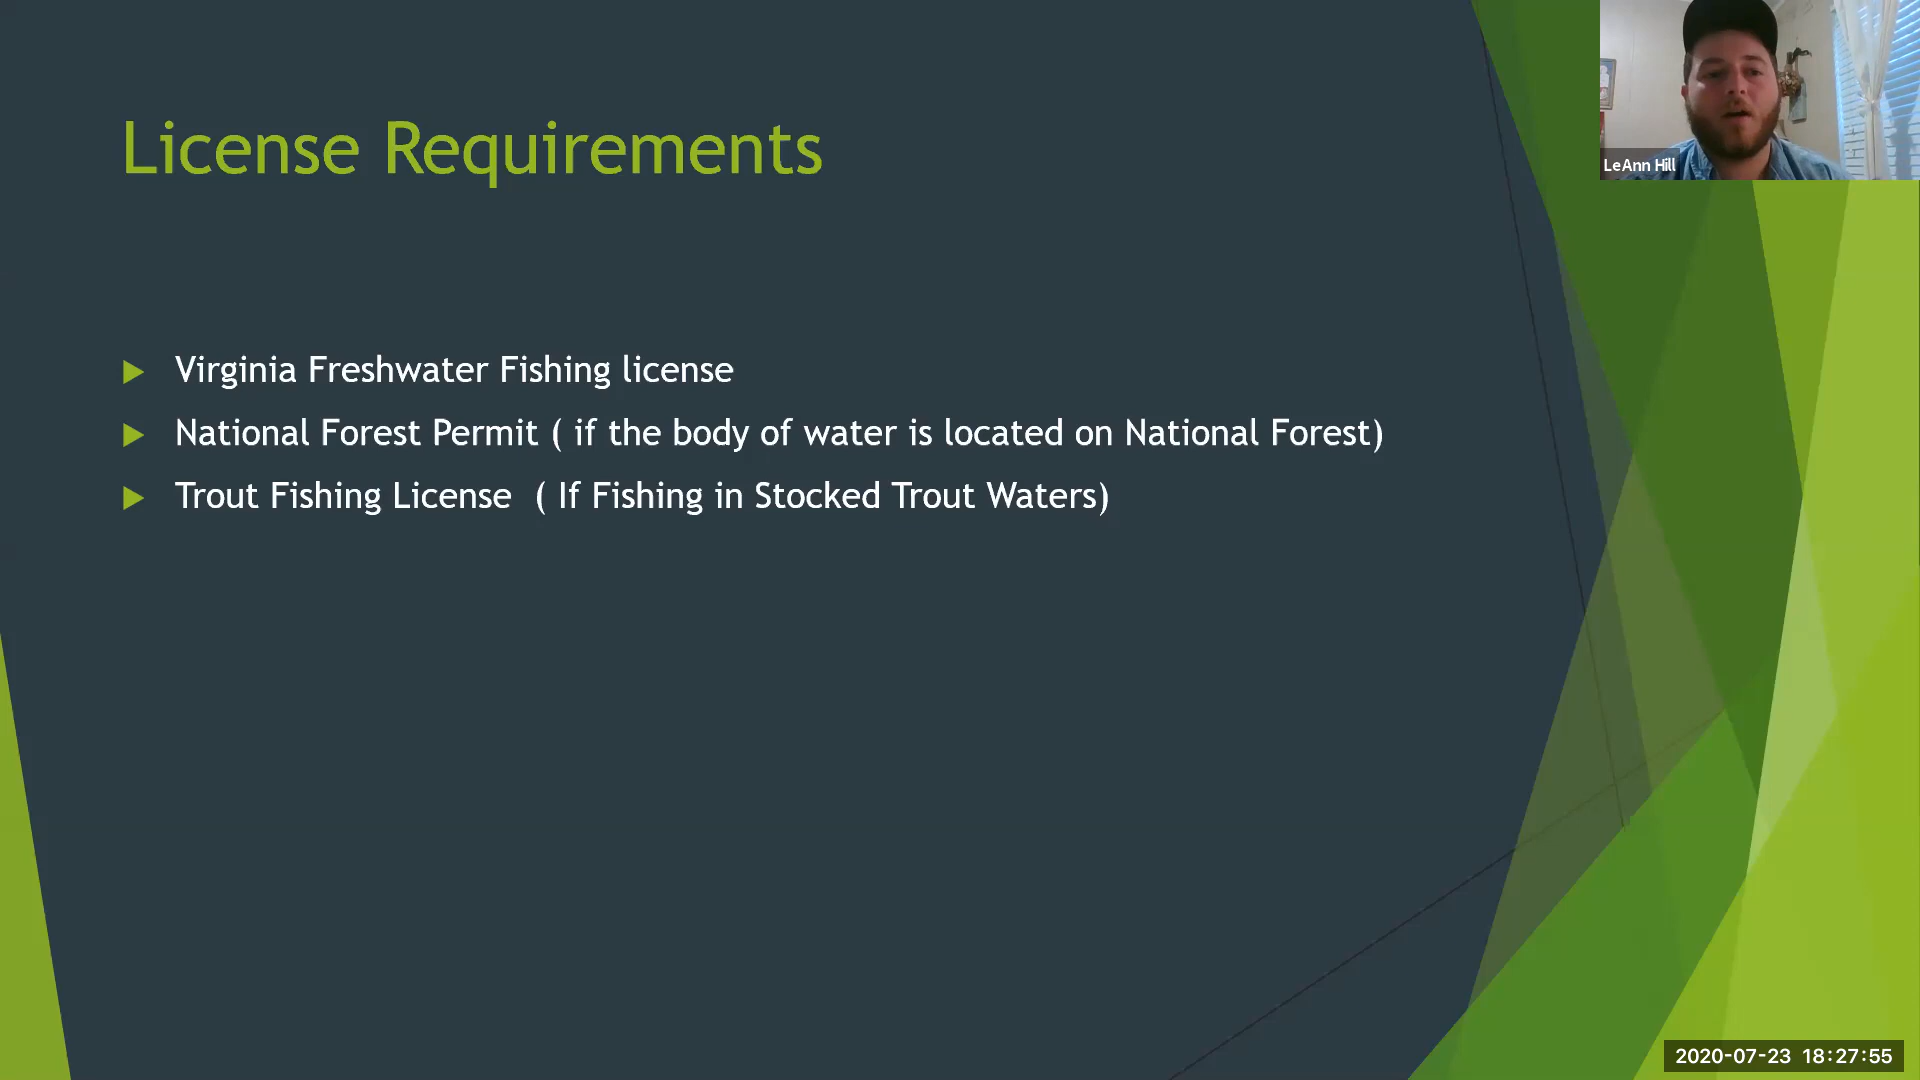 License Requirements
LeAnn Hill
Virginia Freshwater Fishing license
National Forest Permit ( if the body of water is located on National Forest)
Trout Fishing License ( If Fishing in Stocked Trout Waters)
2020-07-23 18:27:55